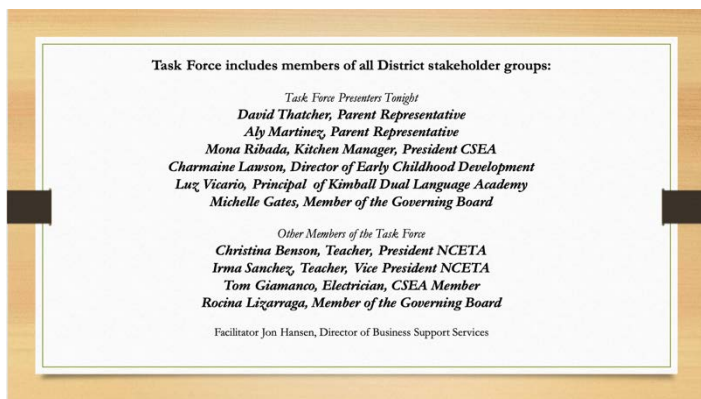 Task Force includes members of all District stakeholder groups:
Task Force Presenters Tonight
David Thatcher, Parent Representative
Aly Martinez, Parent Representative
Mona Ribada, Kitchen Manager, President CSEA
Charmaine Lawson, Director of Early Childhood Development
Luz Vicario, Principal of Kimball Dual Language Academy
Michelle Gates, Member of the Governing Board
Other Members of the Task Force
Christina Benson, Teacher, President NCETA
Irma Sanchez, Teacher, Vice President NCETA
Tom Giamanco, Electrician, CSEA Member
Rocina Lizarraga, Member of the Governing Board
Facilitator Jon Hansen, Director of Business Support Services